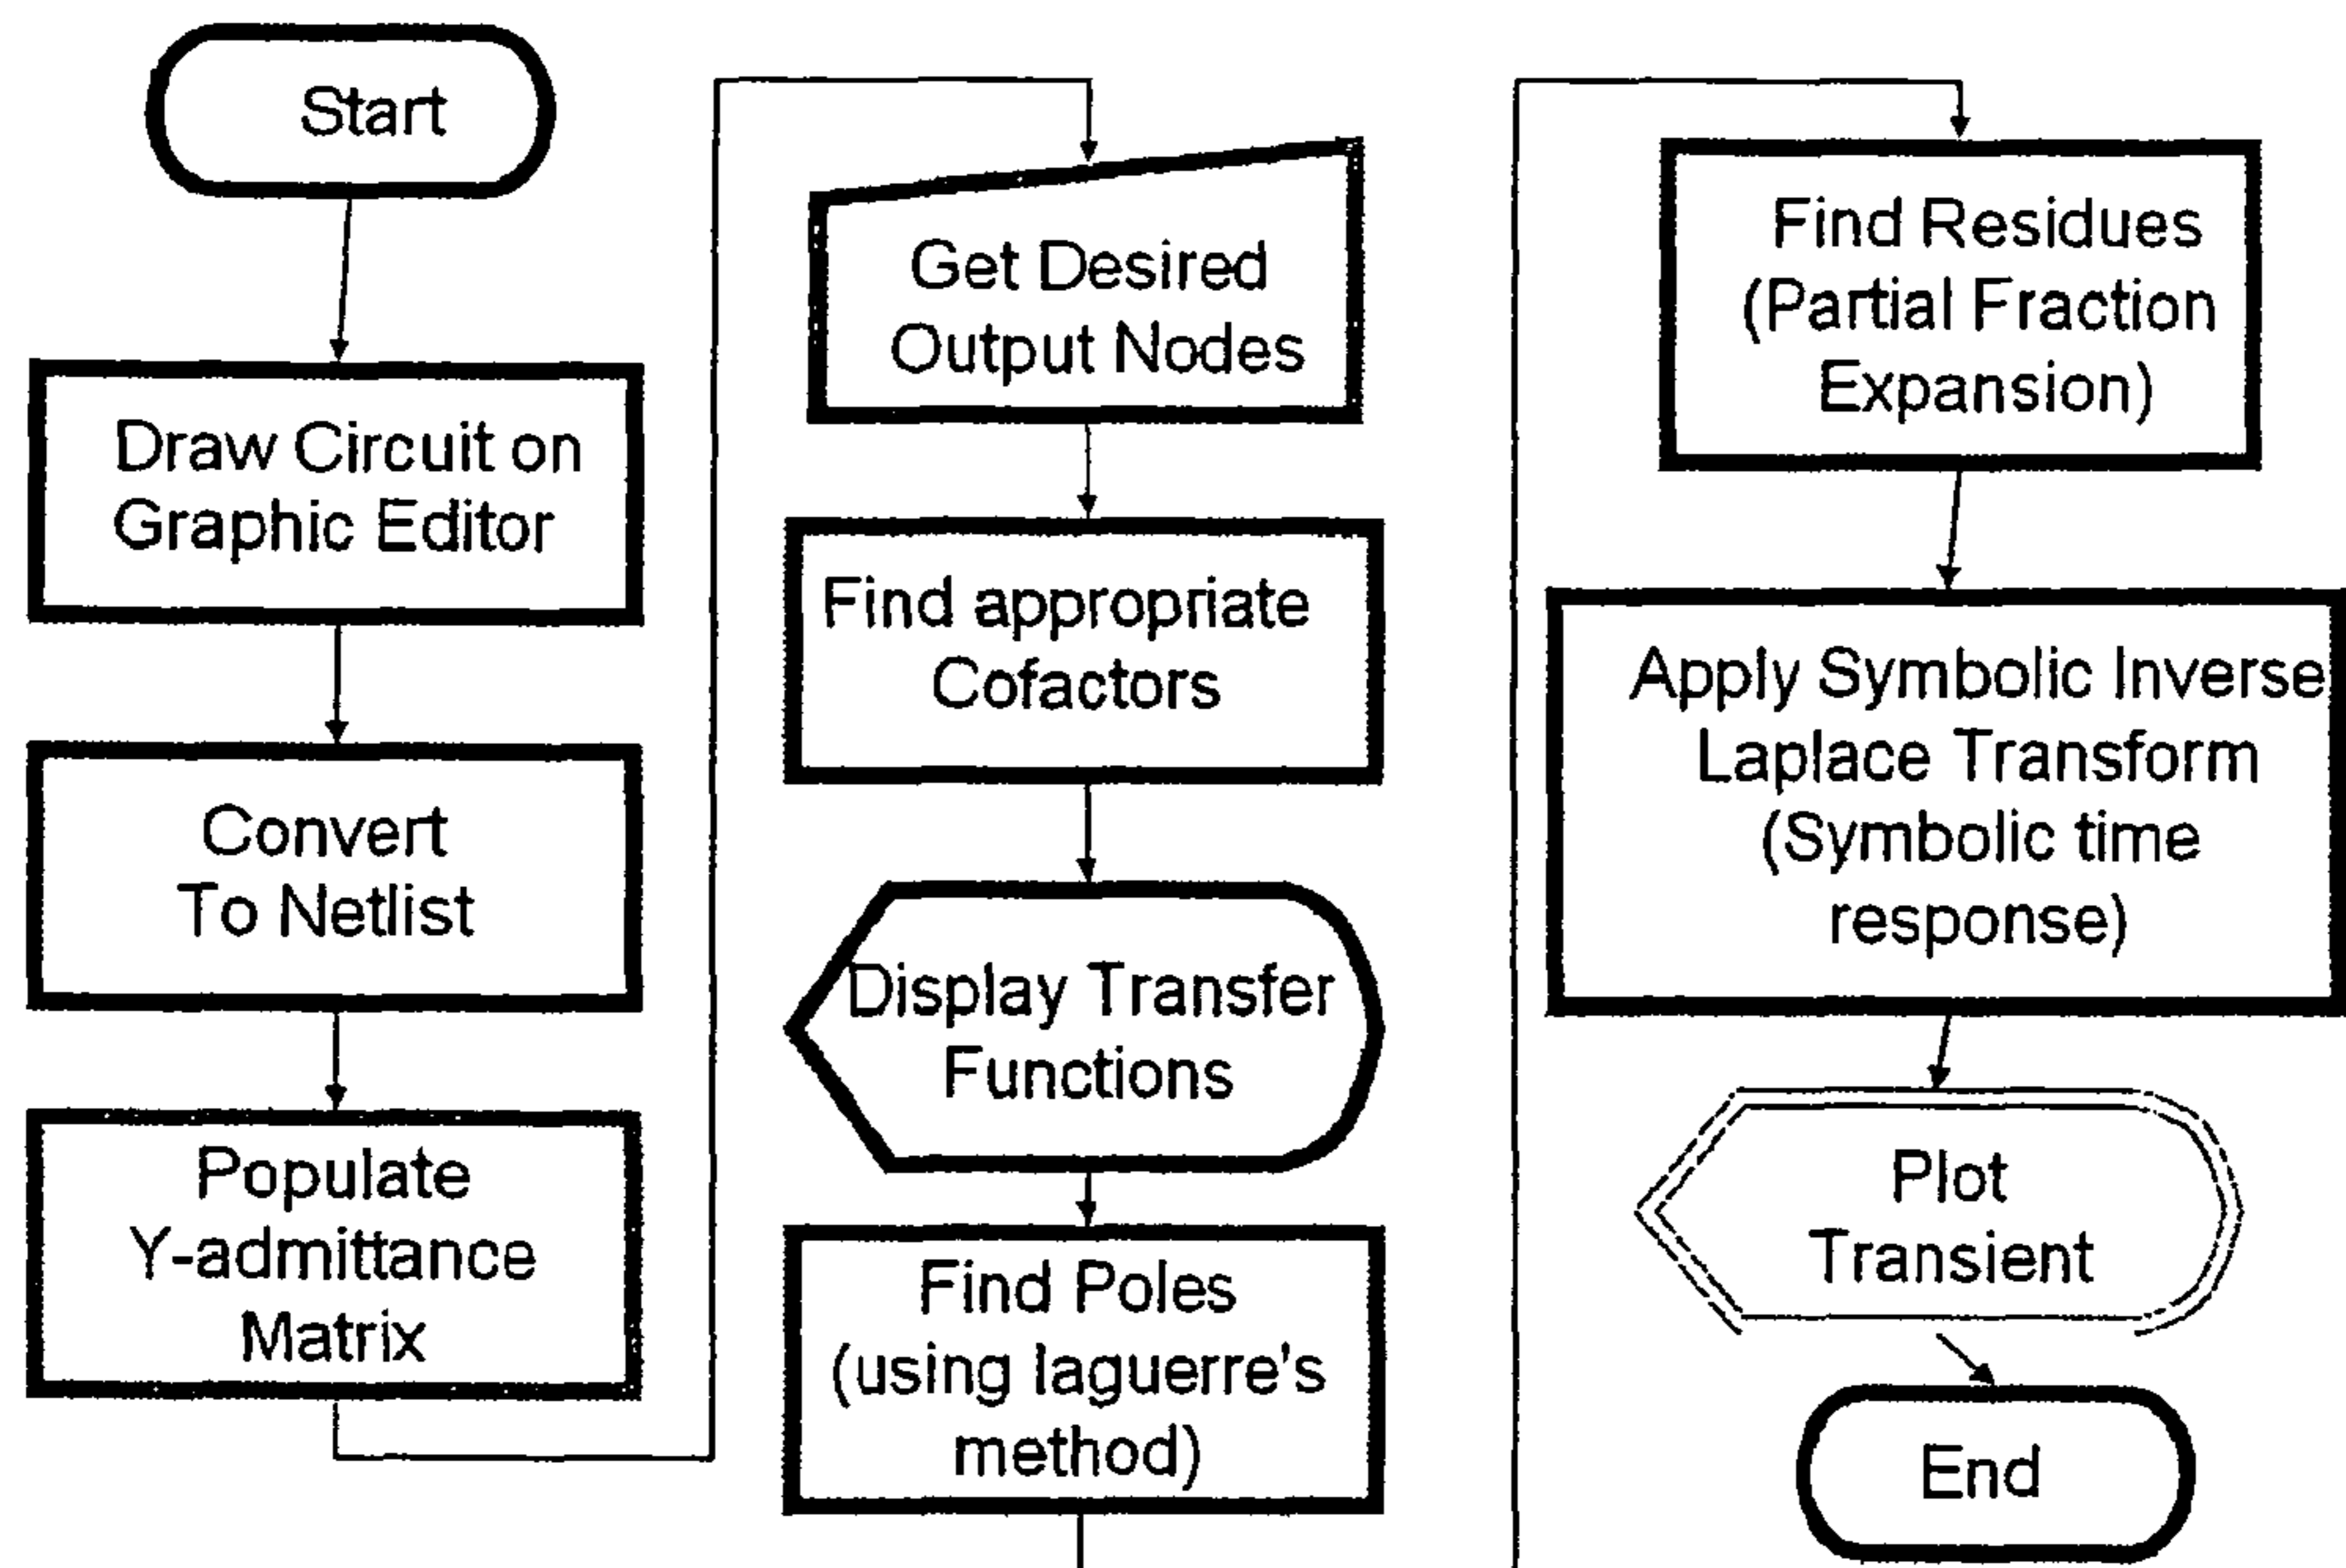 Start
Draw Circuit on
Graphic Editor
Convert
To Netlist
Populate
Y-admittance
Matrix
Get Desired
Output Nodes
Find appropriate
Cofactors
Display Transfer
Functions
Find Poles
(using laguerre's
method)
Find Residues
(Partial Fraction
Expansion)
Apply Symbolic Inverse
Laplace Transform
(Symbolic time
response)
Plot
Transient
End